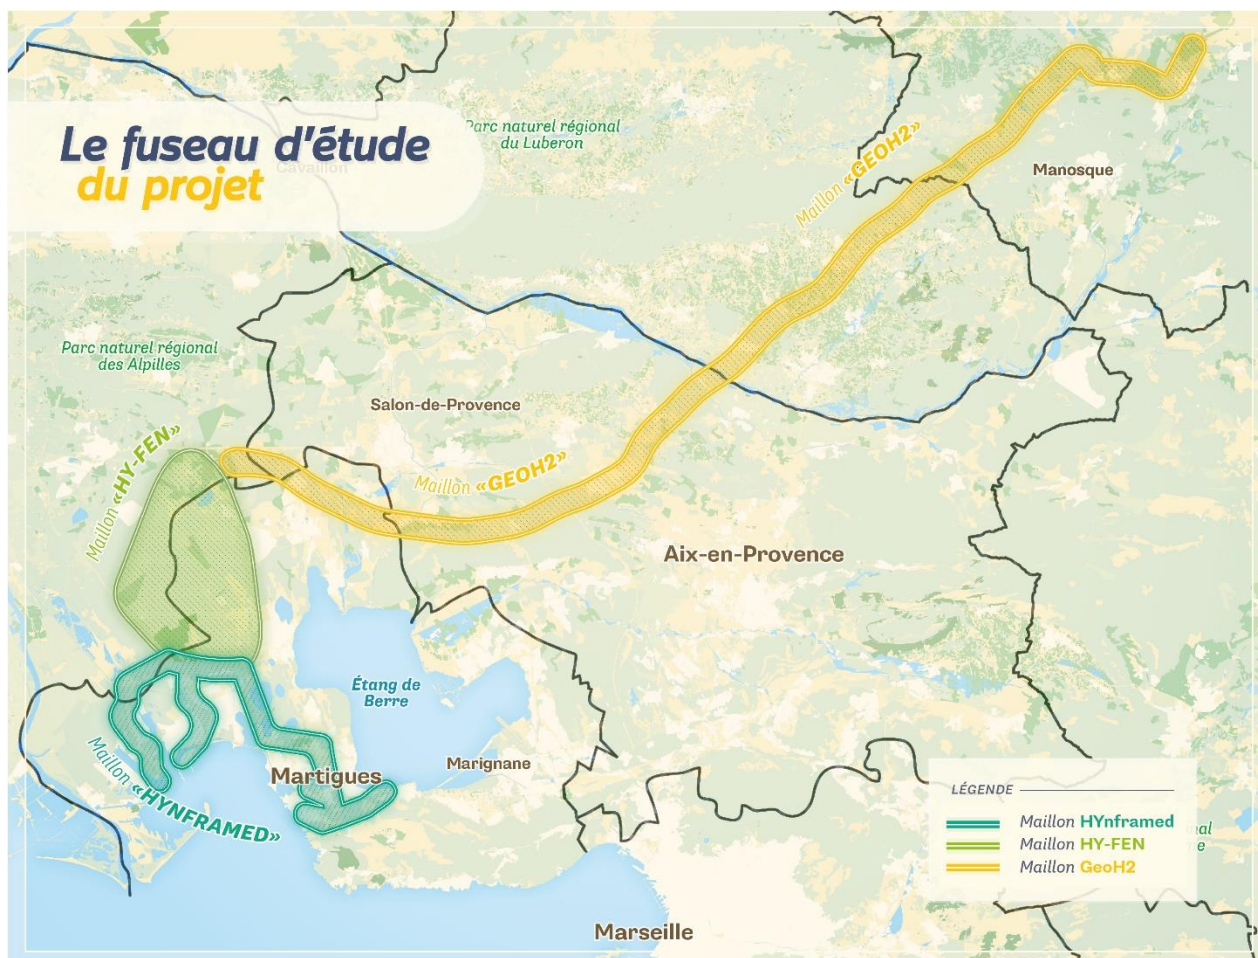 Le fuseau d'étude
du projet
Cavaillon
Parc naturel régional
du Luberon
Maillon «GEOH2»
Manosque
Parc naturel régional
des Alpilles
Salon-de-Provence
Maillon «HY-FEN»
Maillon «GEOH2»
Aix-en-Provence
Étang de
Berre
Marignane
Martigues
Maillon «HYNFRAMED»
Marseille
LÉGENDE
Maillon HYnframed
Maillon HY-FEN
Maillon GeoH2